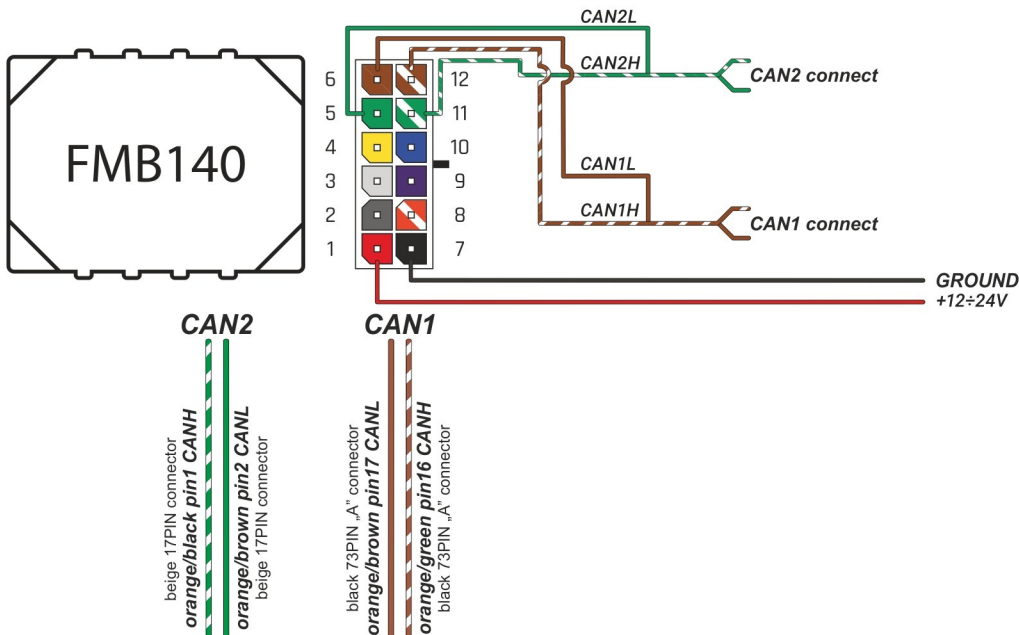 CAN2L
CAN2H
CAN2 connect
FMB140
6
12
5
11
4
10
3
9
2
8
1
7
CAN1L
CAN1H
CAN1 connect
GROUND
+12÷24V
CAN2
CAN1
beige 17PIN connector
orange/black pin1 CANH
orange/brown pin2 CANL
beige 17PIN connector
black 73PIN „A” connector
orange/brown pin17 CANL
orange/green pin16 CANH
black 73PIN „A” connector